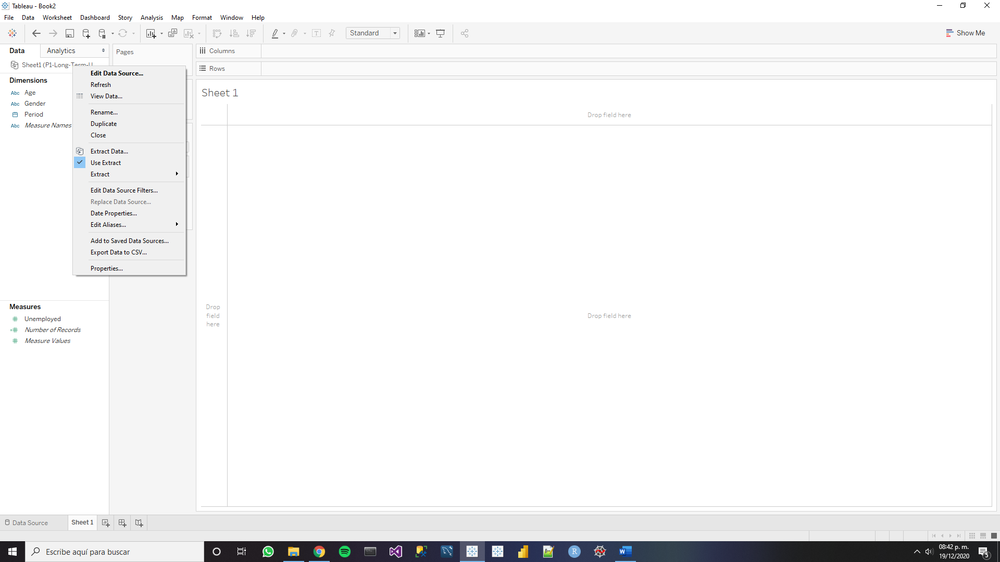 Tableau - Book2
File Data Worksheet Dashboard Story Analysis Map Format Window Help
Standard
Show Me
Data Analytics
Pages
Columns
Sheet1 (P1-Long-Term-U...
Rows
Edit Data Source...
Refresh
View Data...
Rename...
Duplicate
Close
Extract Data...
Use Extract
Extract
Edit Data Source Filters...
Replace Data Source...
Date Properties...
Edit Aliases...
Add to Saved Data Sources...
Export Data to CSV...
Properties...
Dimensions
Abc Age
Abc Gender
Period
Abc Measure Names
Sheet 1
Drop field here
Drop
field
here
Drop field here
Measures
Unemployed
Number of Records
Measure Values
Data Source Sheet 1
Escribe aquí para buscar
08:42 p. m.
19/12/2020
5